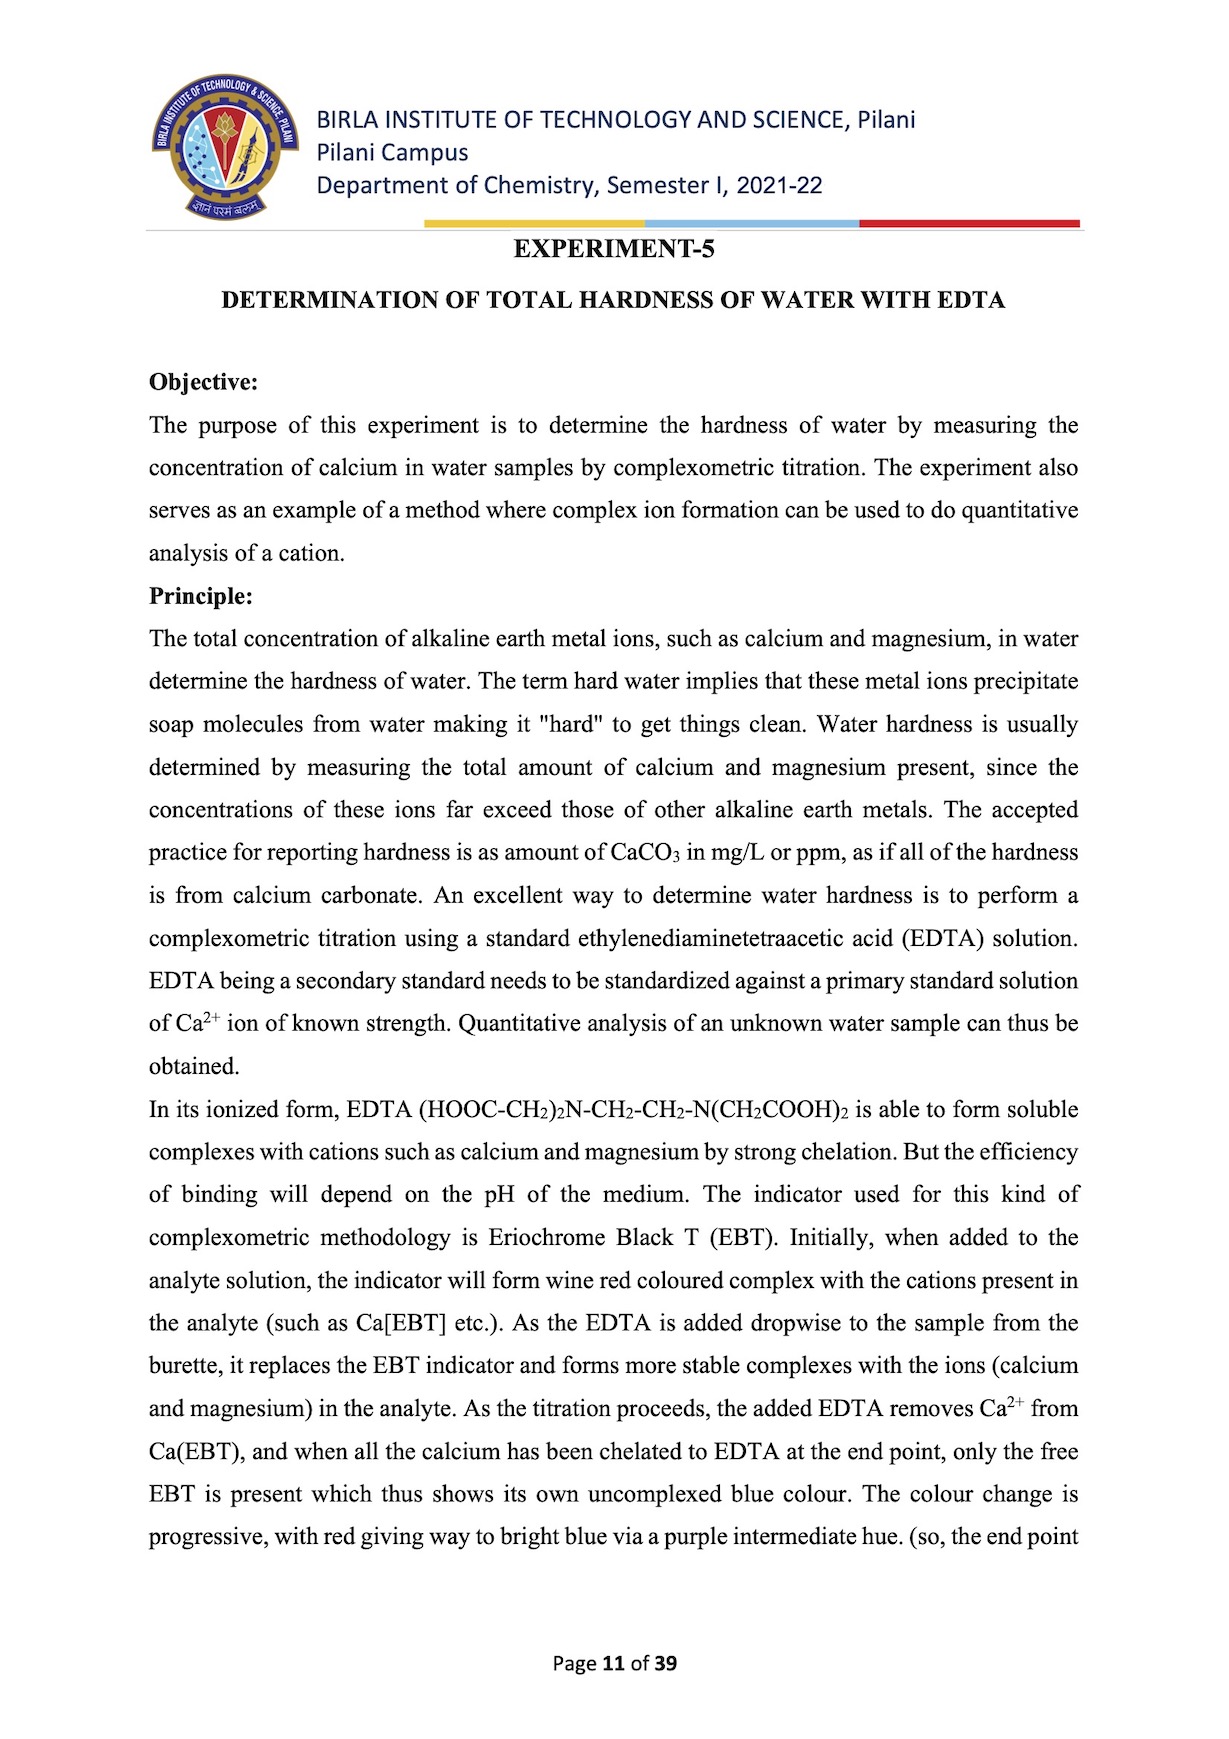 BIRLA INSTITUTE OF TECHNOLOGY & SCIENCE, PILANI
ज्ञानं परमं बलम्
BIRLA INSTITUTE OF TECHNOLOGY AND SCIENCE, Pilani
Pilani Campus
Department of Chemistry, Semester I, 2021-22
EXPERIMENT-5
DETERMINATION OF TOTAL HARDNESS OF WATER WITH EDTA
Objective:
The purpose of this experiment is to determine the hardness of water by measuring the
concentration of calcium in water samples by complexometric titration. The experiment also
serves as an example of a method where complex ion formation can be used to do quantitative
analysis of a cation.
Principle:
The total concentration of alkaline earth metal ions, such as calcium and magnesium, in water
determine the hardness of water. The term hard water implies that these metal ions precipitate
soap molecules from water making it "hard" to get things clean. Water hardness is usually
determined by measuring the total amount of calcium and magnesium present, since the
concentrations of these ions far exceed those of other alkaline earth metals. The accepted
practice for reporting hardness is as amount of CaCO₃ in mg/L or ppm, as if all of the hardness
is from calcium carbonate. An excellent way to determine water hardness is to perform a
complexometric titration using a standard ethylenediaminetetraacetic acid (EDTA) solution.
EDTA being a secondary standard needs to be standardized against a primary standard solution
of Ca²⁺ ion of known strength. Quantitative analysis of an unknown water sample can thus be
obtained.
In its ionized form, EDTA (HOOC-CH₂)₂N-CH₂-CH₂-N(CH₂COOH)₂ is able to form soluble
complexes with cations such as calcium and magnesium by strong chelation. But the efficiency
of binding will depend on the pH of the medium. The indicator used for this kind of
complexometric methodology is Eriochrome Black T (EBT). Initially, when added to the
analyte solution, the indicator will form wine red coloured complex with the cations present in
the analyte (such as Ca[EBT] etc.). As the EDTA is added dropwise to the sample from the
burette, it replaces the EBT indicator and forms more stable complexes with the ions (calcium
and magnesium) in the analyte. As the titration proceeds, the added EDTA removes Ca²⁺ from
Ca(EBT), and when all the calcium has been chelated to EDTA at the end point, only the free
EBT is present which thus shows its own uncomplexed blue colour. The colour change is
progressive, with red giving way to bright blue via a purple intermediate hue. (so, the end point
Page 11 of 39